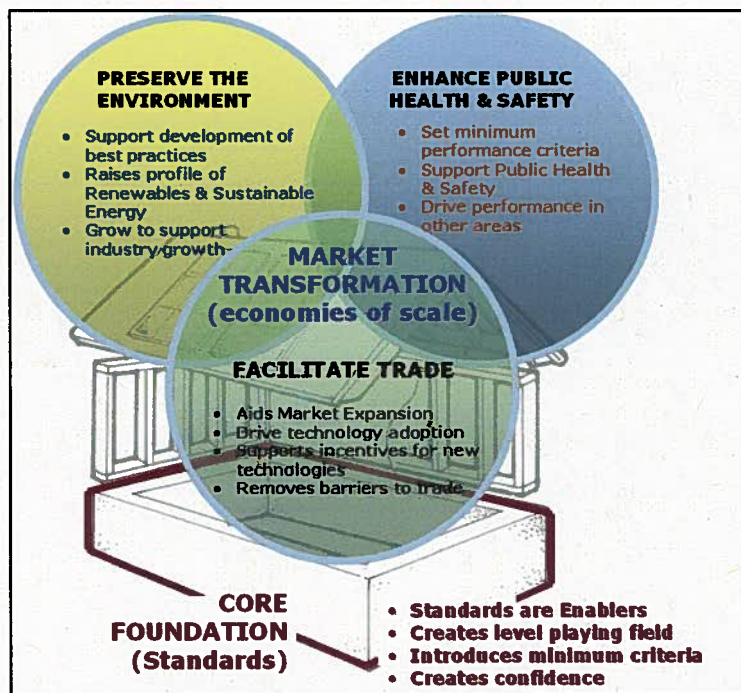 PRESERVE THE
ENVIRONMENT
• Support development of
best practices
• Raises profile of
Renewables & Sustainable
Energy
• Grow to support
industry growth
ENHANCE PUBLIC
HEALTH & SAFETY
• Set minimum
performance criteria
• Support Public Health
& Safety
• Drive performance in
other areas
MARKET
TRANSFORMATION
(economies of scale)
FACILITATE TRADE
• Aids Market Expansion
• Drive technology adoption
• Supports incentives for new
technologies
• Removes barriers to trade
CORE
FOUNDATION
(Standards)
• Standards are Enablers
• Creates level playing field
• Introduces minimum criteria
• Creates confidence